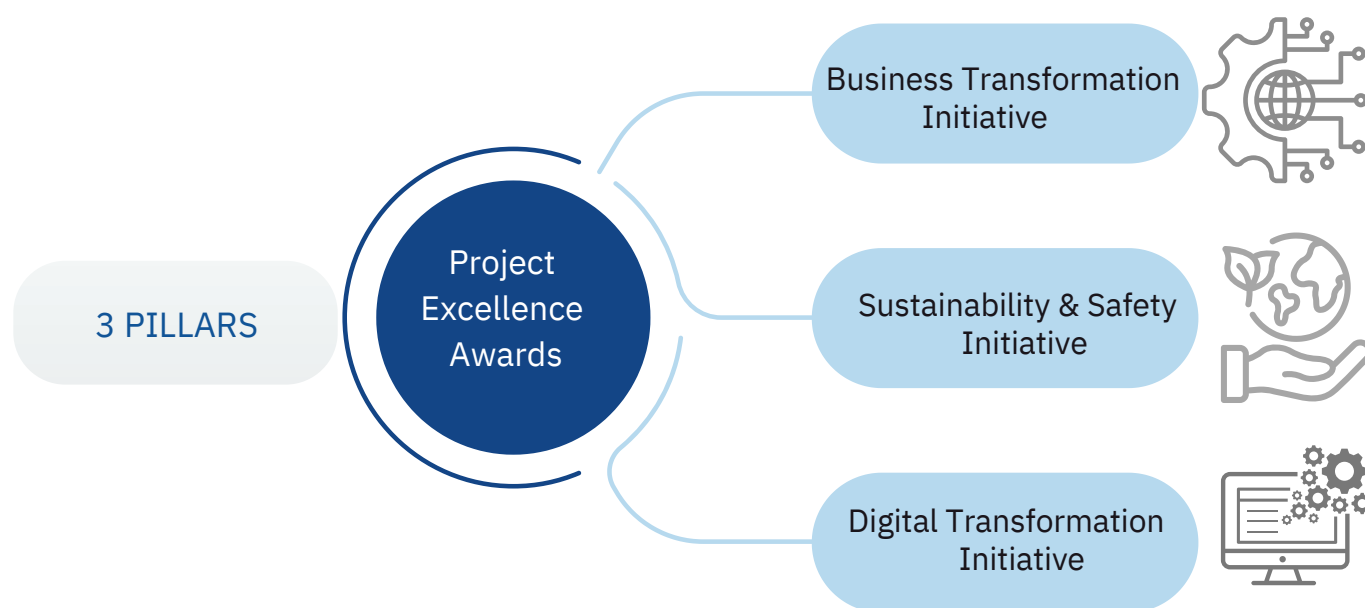 3 PILLARS
Project
Excellence
Awards
Business Transformation
Initiative
Sustainability & Safety
Initiative
Digital Transformation
Initiative